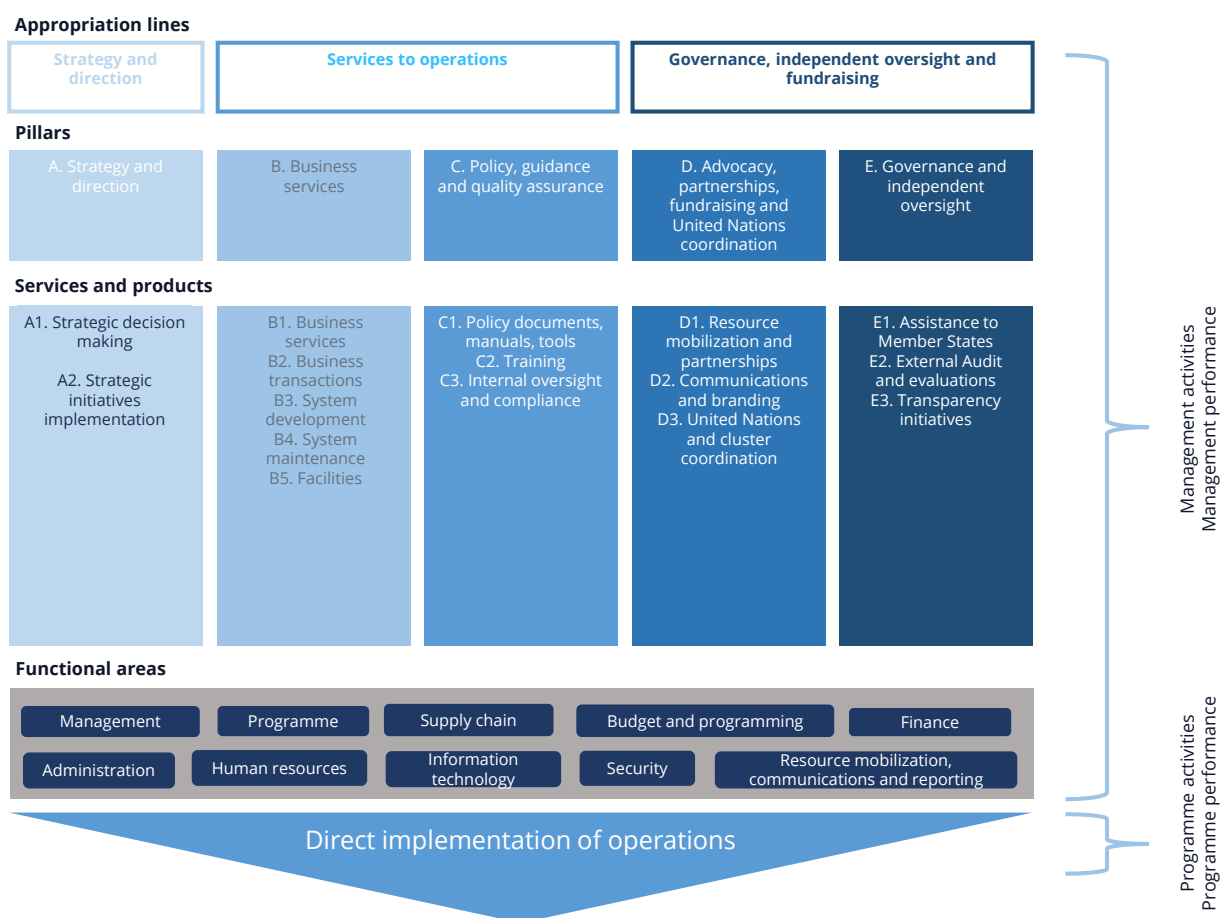 Appropriation lines
Strategy and
direction
Services to operations
Governance, independent oversight and
fundraising
Pillars
A. Strategy and
direction
B. Business
services
C. Policy, guidance
and quality assurance
D. Advocacy,
partnerships,
fundraising and
United Nations
coordination
E. Governance and
independent
oversight
Services and products
A1. Strategic decision
making
A2. Strategic
initiatives
implementation
B1. Business
services
B2. Business
transactions
B3. System
development
B4. System
maintenance
B5. Facilities
C1. Policy documents,
manuals, tools
C2. Training
C3. Internal oversight
and compliance
D1. Resource
mobilization and
partnerships
D2. Communications
and branding
D3. United Nations
and cluster
coordination
E1. Assistance to
Member States
E2. External Audit
and evaluations
E3. Transparency
initiatives
Management activities
Management performance
Functional areas
Management
Programme
Supply chain
Budget and programming
Finance
Administration
Human resources
Information
technology
Security
Resource mobilization,
communications and reporting
Direct implementation of operations
Programme activities
Programme performance